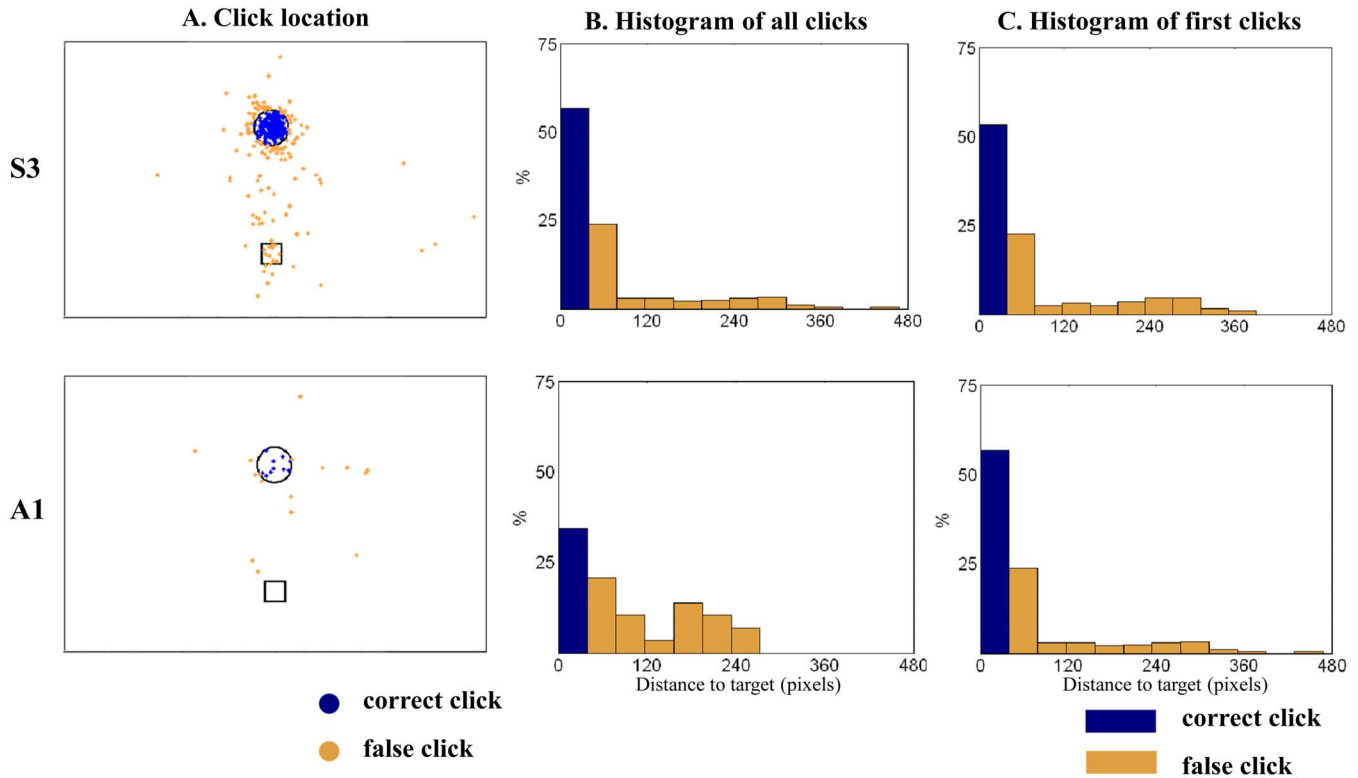 A. Click location
B. Histogram of all clicks
C. Histogram of first clicks
S3
75
50
25
%
0 120 240 360 480
75
50
25
%
0 120 240 360 480
A1
75
50
25
%
0 120 240 360 480
Distance to target (pixels)
75
50
25
%
0 120 240 360 480
Distance to target (pixels)
correct click
false click
correct click
false click